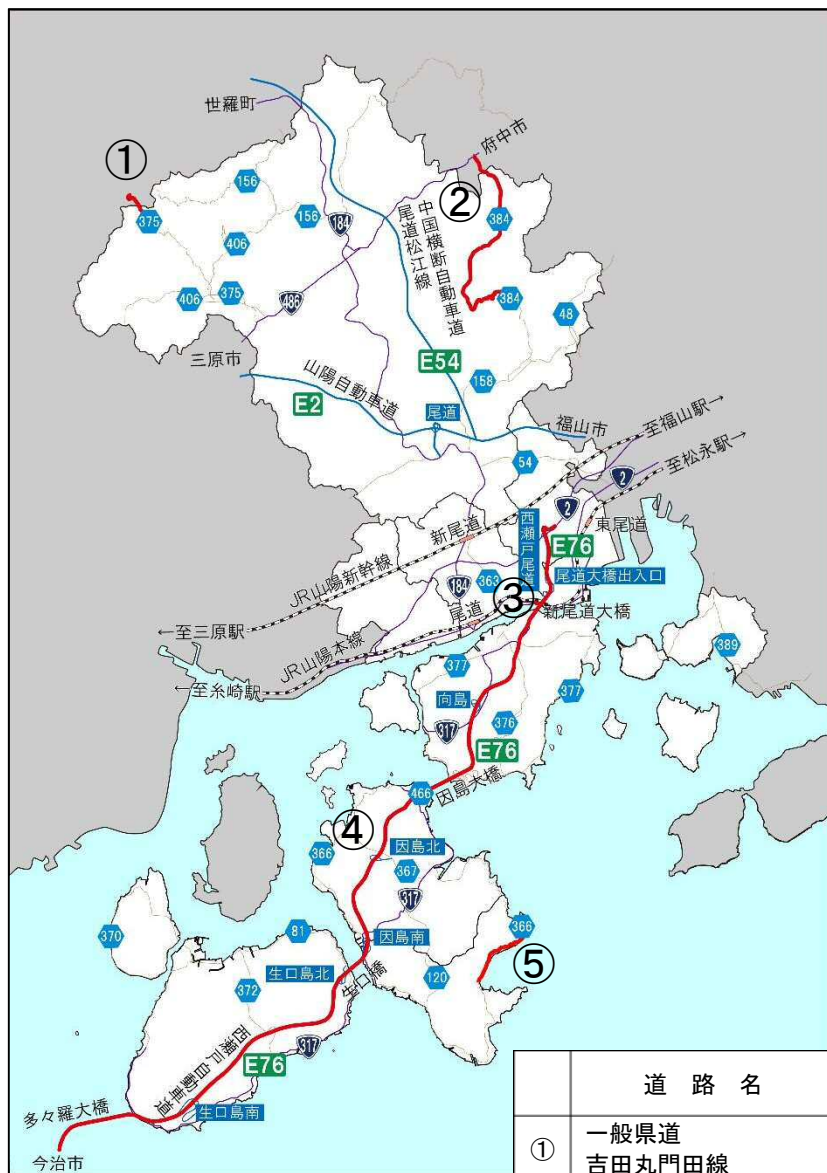 世羅町
府中市
①
156
375
156
184
②
384
中国横断自動車道
尾道松江線
406
406
375
486
384
48
三原市
E54
山陽自動車道
158
E2
尾道
福山市
至福山駅→
54
至松永駅→
2
2
西瀬戸尾道
新尾道
東尾道
E76
JR山陽新幹線
184
363
尾道大橋出入口
③
尾道
新尾道大橋
←至三原駅
JR山陽本線
377
389
←至糸崎駅
向島
377
317
376
E76
466
因島大橋
④
366
因島北
367
317
370
81
因島南
366
⑤
生口島北
生口橋
120
372
西瀬戸自動車道
E76
317
多々羅大橋
生口島南
今治市
道 路 名
① 一般県道
吉田丸門田線